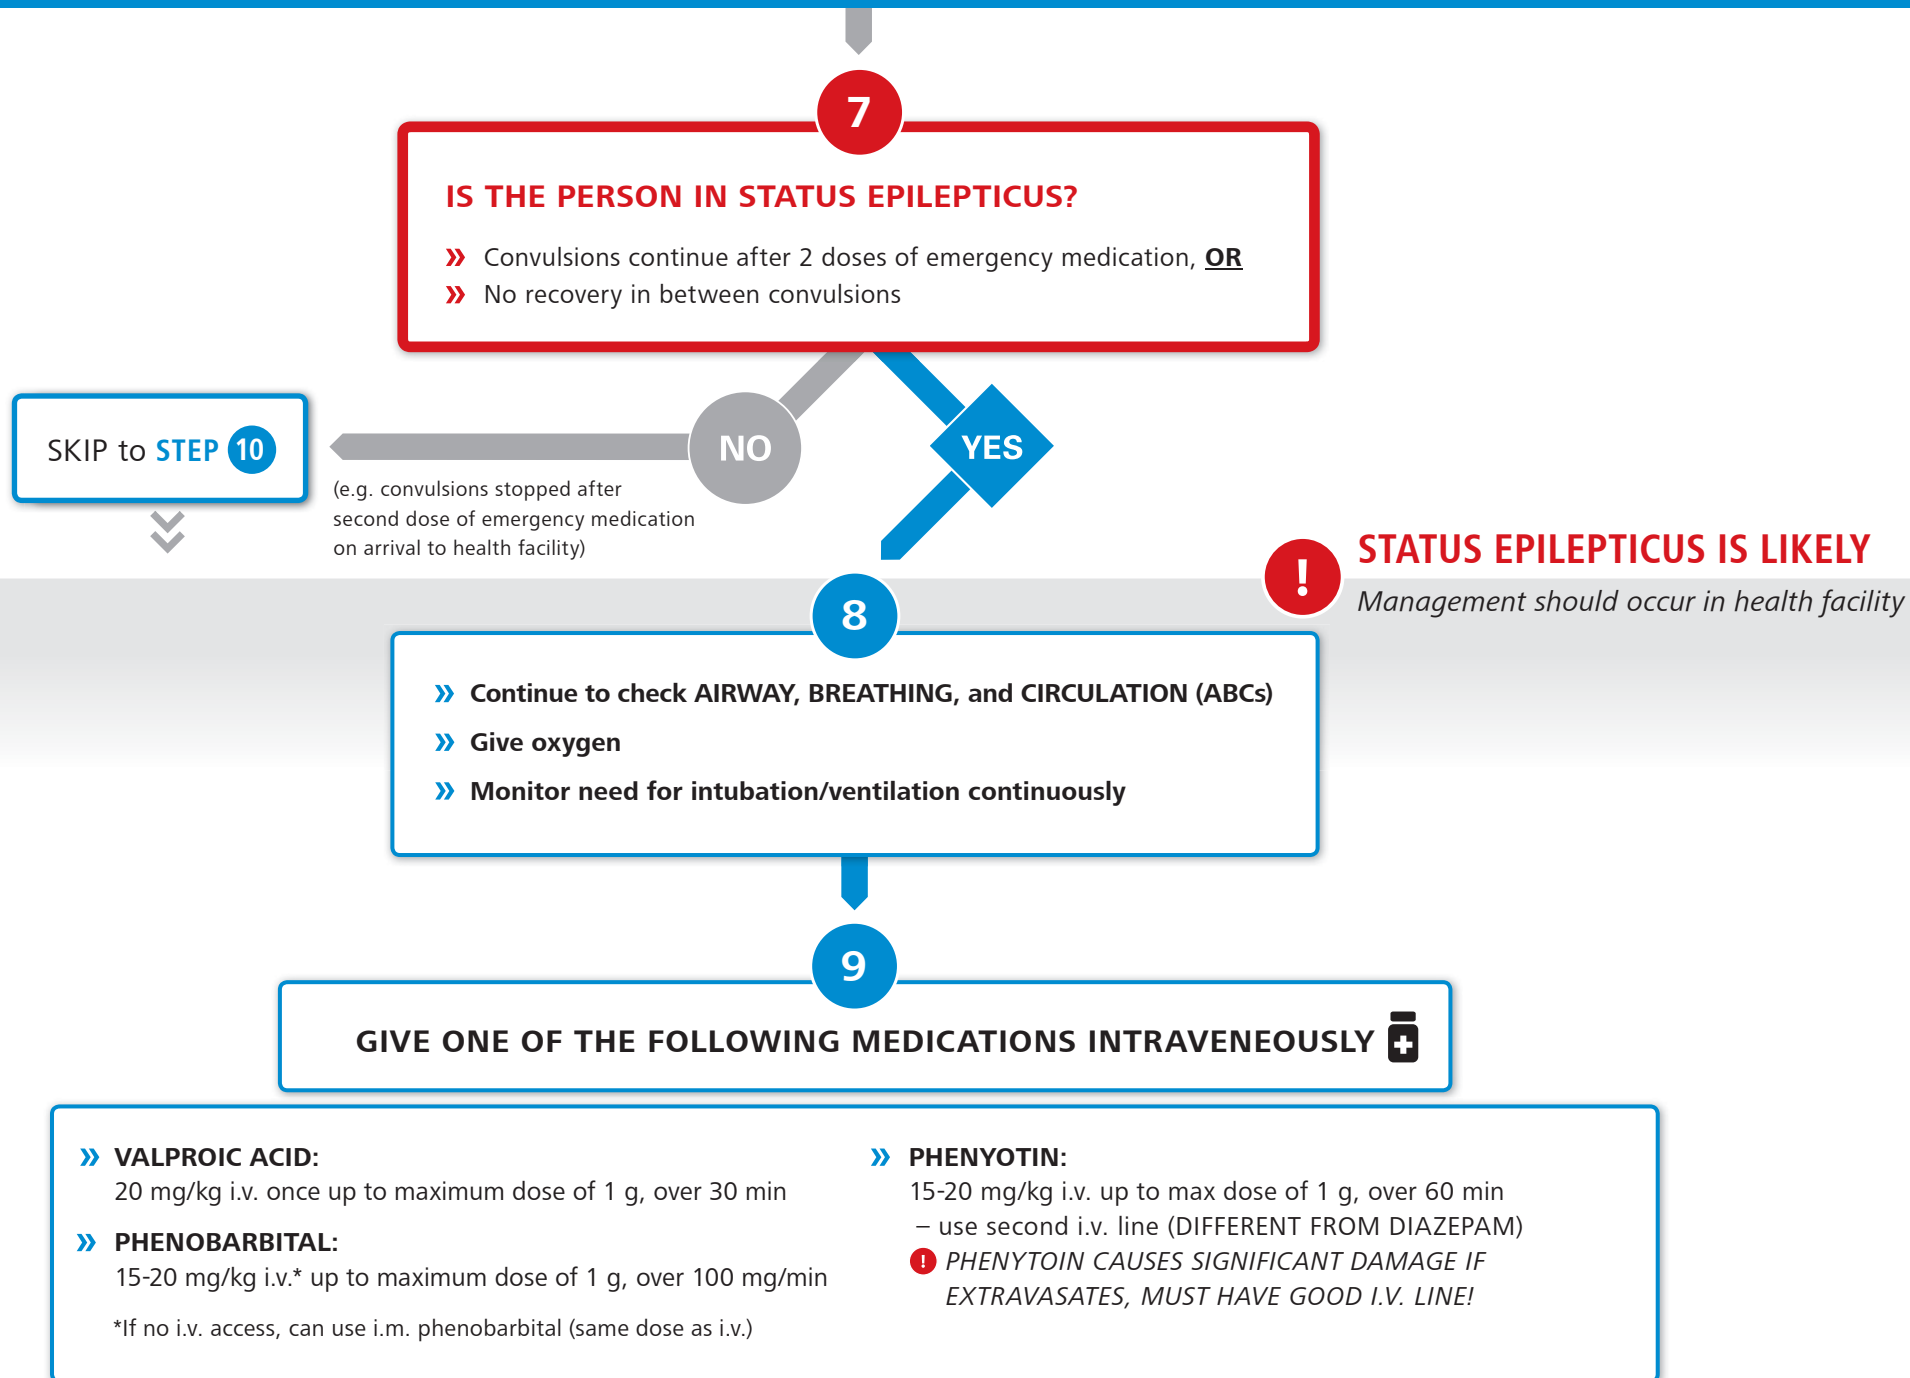 7
IS THE PERSON IN STATUS EPILEPTICUS?
» Convulsions continue after 2 doses of emergency medication, OR
» No recovery in between convulsions
SKIP to STEP 10
NO
YES
(e.g. convulsions stopped after
second dose of emergency medication
on arrival to health facility)
! STATUS EPILEPTICUS IS LIKELY
Management should occur in health facility
8
» Continue to check AIRWAY, BREATHING, and CIRCULATION (ABCs)
» Give oxygen
» Monitor need for intubation/ventilation continuously
9
GIVE ONE OF THE FOLLOWING MEDICATIONS INTRAVENEOUSLY
» VALPROIC ACID:
20 mg/kg i.v. once up to maximum dose of 1 g, over 30 min
» PHENOBARBITAL:
15-20 mg/kg i.v.* up to maximum dose of 1 g, over 100 mg/min
*If no i.v. access, can use i.m. phenobarbital (same dose as i.v.)
» PHENYOTIN:
15-20 mg/kg i.v. up to max dose of 1 g, over 60 min
– use second i.v. line (DIFFERENT FROM DIAZEPAM)
! PHENYTOIN CAUSES SIGNIFICANT DAMAGE IF
EXTRAVASATES, MUST HAVE GOOD I.V. LINE!